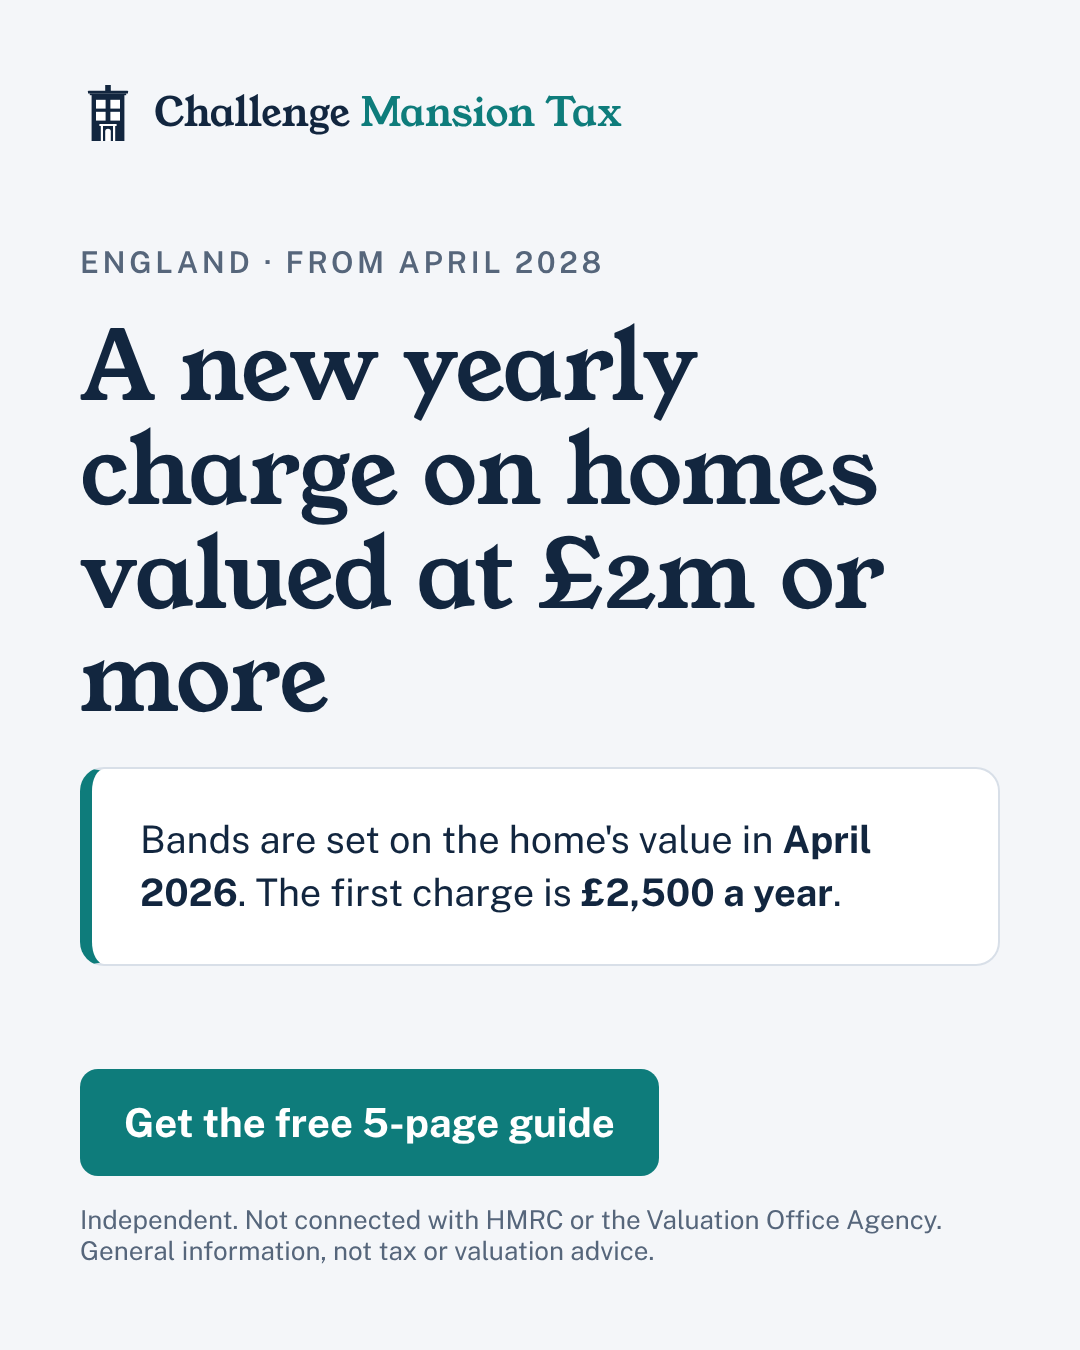 Challenge Mansion Tax
ENGLAND · FROM APRIL 2028
A new yearly
charge on homes
valued at £2m or
more
Bands are set on the home's value in April
2026. The first charge is £2,500 a year.
Get the free 5-page guide
Independent. Not connected with HMRC or the Valuation Office Agency.
General information, not tax or valuation advice.